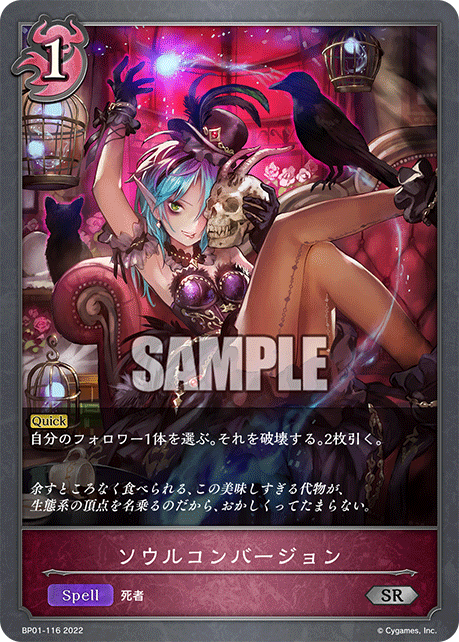 1
SAMPLE
Quick
自分のフォロワー1体を選ぶ。それを破壊する。2枚引く。
余すところなく食べられる、この美味しすぎる代物が、
生態系の頂点を名乗るのだから、おかしくってたまらない。
ソウルコンバージョン
Spell 死者 SR
BP01-116 2022 © Cygames, Inc.